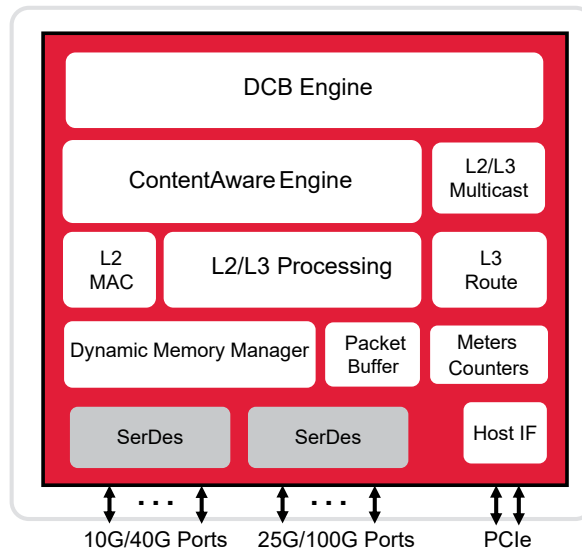 DCB Engine
ContentAware Engine
L2/L3
Multicast
L2
MAC
L2/L3 Processing
L3
Route
Dynamic Memory Manager
Packet
Buffer
Meters
Counters
SerDes
SerDes
Host IF
10G/40G Ports
25G/100G Ports
PCIe